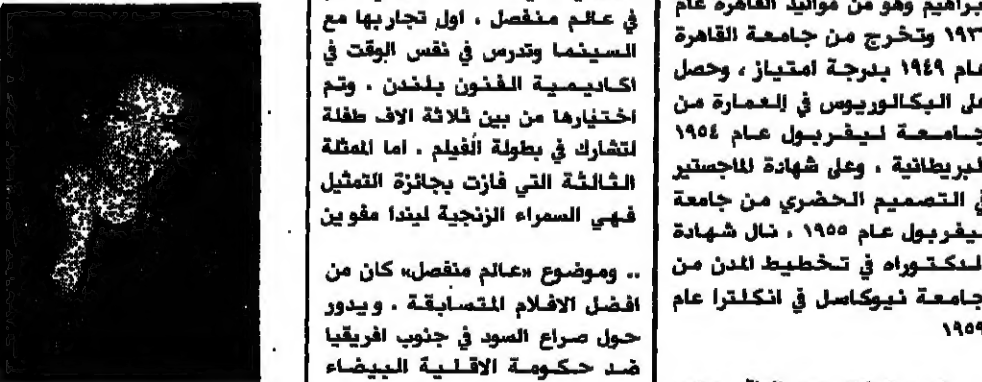 ابراهيم وهو من مواليد القاهرة عام
وتخرج من جامعة القاهرة
عام ١٩٤٩ بدرجة امتياز ، وحصل
على البكالوريوس في العمارة من
جامعة ليفربول عام ١٩٥٤
البريطانية ، وعلى شهادة الماجستير
في التصميم الحضري من جامعة
ليفربول عام ١٩٥٥ ، نال شهادة
الدكتوراه في تخطيط المدن من
جامعة نيوكاسل في انكلترا عام
١٩٥٩
في عالم منفصل ، اول تجاربها مع
السينما وتدرس في نفس الوقت في
اكاديمية الفنون بلندن . وتم
اختيارها من بين ثلاثة الاف طفلة
لتشارك في بطولة الفيلم . اما الممثلة
الثالثة التي فازت بجائزة التمثيل
فهي السمراء الزنجية ليندا مفوين
.. وموضوع «عالم منفصل» كان من
افضل الافلام المتسابقة . ويدور
حول صراع السود في جنوب افريقيا
ضد حكومة الاقلية البيضاء